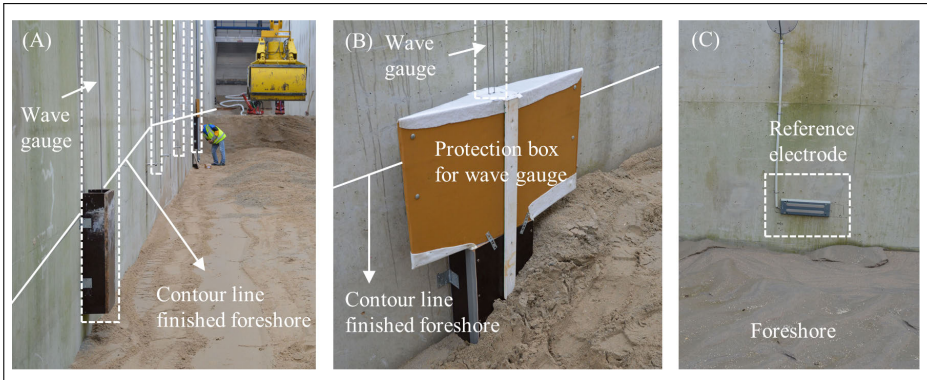 (A)
Wave
gauge
Contour line
finished foreshore
(B)
Wave
gauge
Protection box
for wave gauge
Contour line
finished foreshore
(C)
Reference
electrode
Foreshore